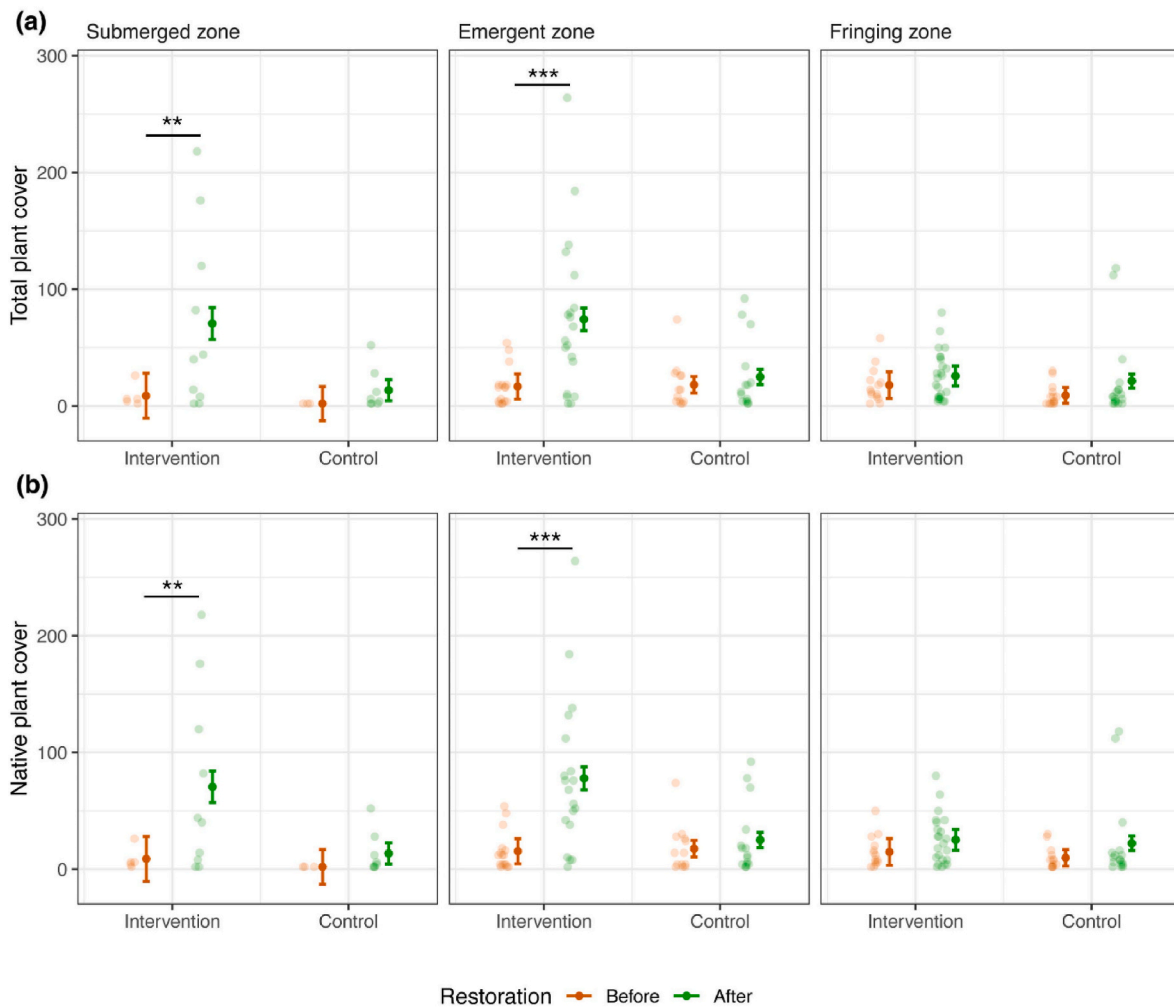 (a)
Submerged zone
Emergent zone
Fringing zone
Total plant cover
300
200
100
0
**
***
Intervention
Control
Intervention
Control
Intervention
Control
(b)
Native plant cover
300
200
100
0
**
***
Intervention
Control
Intervention
Control
Intervention
Control
Restoration Before After